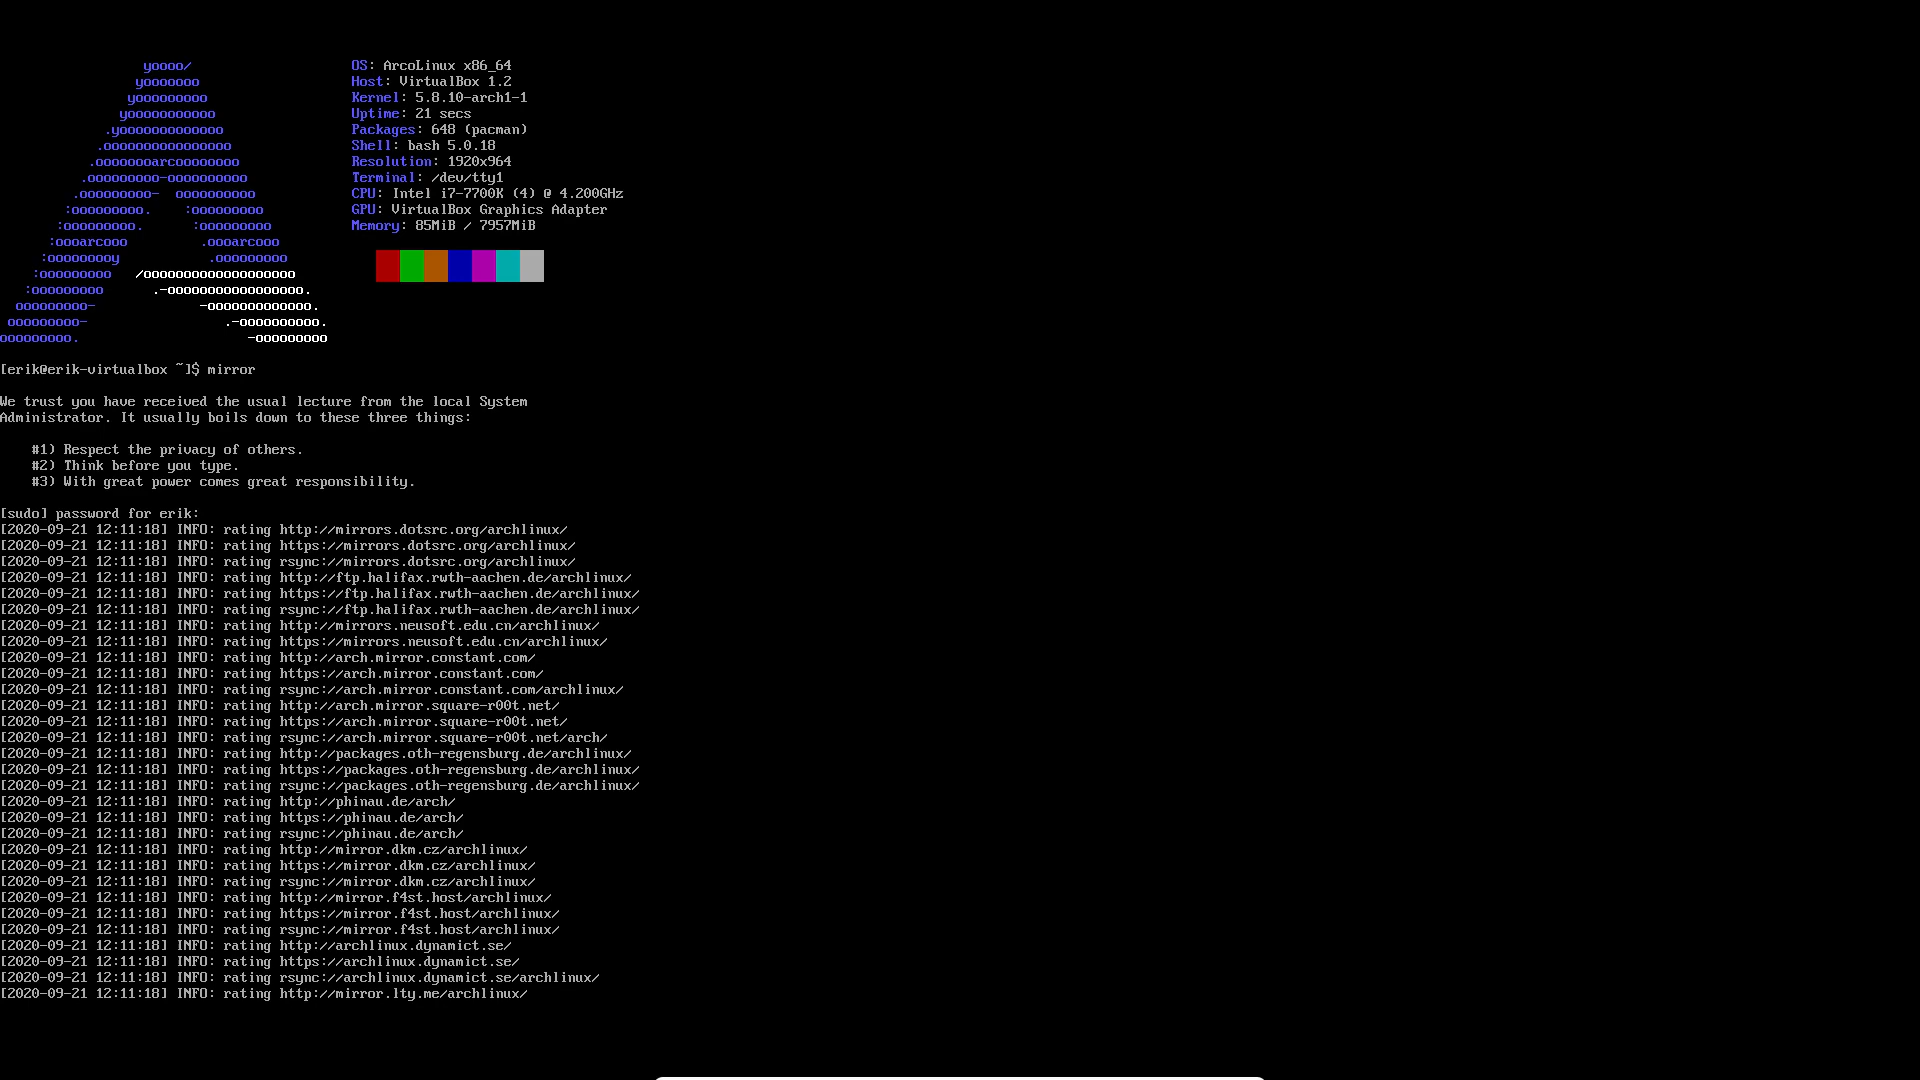 yoooo/ OS: ArcoLinux x86_64
yooooooo Host: VirtualBox 1.2
yooooooooo Kernel: 5.8.10-arch1-1
yooooooooooo Uptime: 21 secs
.yooooooooooooo Packages: 648 (pacman)
.oooooooooooooooo Shell: bash 5.0.18
.oooooooarcoooooooo Resolution: 1920x964
.ooooooooo-oooooooooo Terminal: /dev/tty1
.ooooooooo- oooooooooo CPU: Intel i7-7700K (4) @ 4.200GHz
:ooooooooo. :ooooooooo GPU: VirtualBox Graphics Adapter
:ooooooooo. :ooooooooo Memory: 85MiB / 7957MiB
:oooarcooo .oooarcooo
:ooooooooy .ooooooooo
:ooooooooo /ooooooooooooooooooo
:ooooooooo .-ooooooooooooooooo.
ooooooooo- -ooooooooooooo.
ooooooooo- .-oooooooooo.
ooooooooo. -ooooooooo
[erik@erik-virtualbox ~]$ mirror
We trust you have received the usual lecture from the local System
Administrator. It usually boils down to these three things:
#1) Respect the privacy of others.
#2) Think before you type.
#3) With great power comes great responsibility.
[sudo] password for erik:
[2020-09-21 12:11:18] INFO: rating http://mirrors.dotsrc.org/archlinux/
[2020-09-21 12:11:18] INFO: rating https://mirrors.dotsrc.org/archlinux/
[2020-09-21 12:11:18] INFO: rating rsync://mirrors.dotsrc.org/archlinux/
[2020-09-21 12:11:18] INFO: rating http://ftp.halifax.rwth-aachen.de/archlinux/
[2020-09-21 12:11:18] INFO: rating https://ftp.halifax.rwth-aachen.de/archlinux/
[2020-09-21 12:11:18] INFO: rating rsync://ftp.halifax.rwth-aachen.de/archlinux/
[2020-09-21 12:11:18] INFO: rating http://mirrors.neusoft.edu.cn/archlinux/
[2020-09-21 12:11:18] INFO: rating https://mirrors.neusoft.edu.cn/archlinux/
[2020-09-21 12:11:18] INFO: rating http://arch.mirror.constant.com/
[2020-09-21 12:11:18] INFO: rating https://arch.mirror.constant.com/
[2020-09-21 12:11:18] INFO: rating rsync://arch.mirror.constant.com/archlinux/
[2020-09-21 12:11:18] INFO: rating http://arch.mirror.square-r00t.net/
[2020-09-21 12:11:18] INFO: rating https://arch.mirror.square-r00t.net/
[2020-09-21 12:11:18] INFO: rating rsync://arch.mirror.square-r00t.net/arch/
[2020-09-21 12:11:18] INFO: rating http://packages.oth-regensburg.de/archlinux/
[2020-09-21 12:11:18] INFO: rating https://packages.oth-regensburg.de/archlinux/
[2020-09-21 12:11:18] INFO: rating rsync://packages.oth-regensburg.de/archlinux/
[2020-09-21 12:11:18] INFO: rating http://phinau.de/arch/
[2020-09-21 12:11:18] INFO: rating https://phinau.de/arch/
[2020-09-21 12:11:18] INFO: rating rsync://phinau.de/arch/
[2020-09-21 12:11:18] INFO: rating http://mirror.dkm.cz/archlinux/
[2020-09-21 12:11:18] INFO: rating https://mirror.dkm.cz/archlinux/
[2020-09-21 12:11:18] INFO: rating rsync://mirror.dkm.cz/archlinux/
[2020-09-21 12:11:18] INFO: rating http://mirror.f4st.host/archlinux/
[2020-09-21 12:11:18] INFO: rating https://mirror.f4st.host/archlinux/
[2020-09-21 12:11:18] INFO: rating rsync://mirror.f4st.host/archlinux/
[2020-09-21 12:11:18] INFO: rating http://archlinux.dynamict.se/
[2020-09-21 12:11:18] INFO: rating https://archlinux.dynamict.se/
[2020-09-21 12:11:18] INFO: rating rsync://archlinux.dynamict.se/archlinux/
[2020-09-21 12:11:18] INFO: rating http://mirror.lty.me/archlinux/